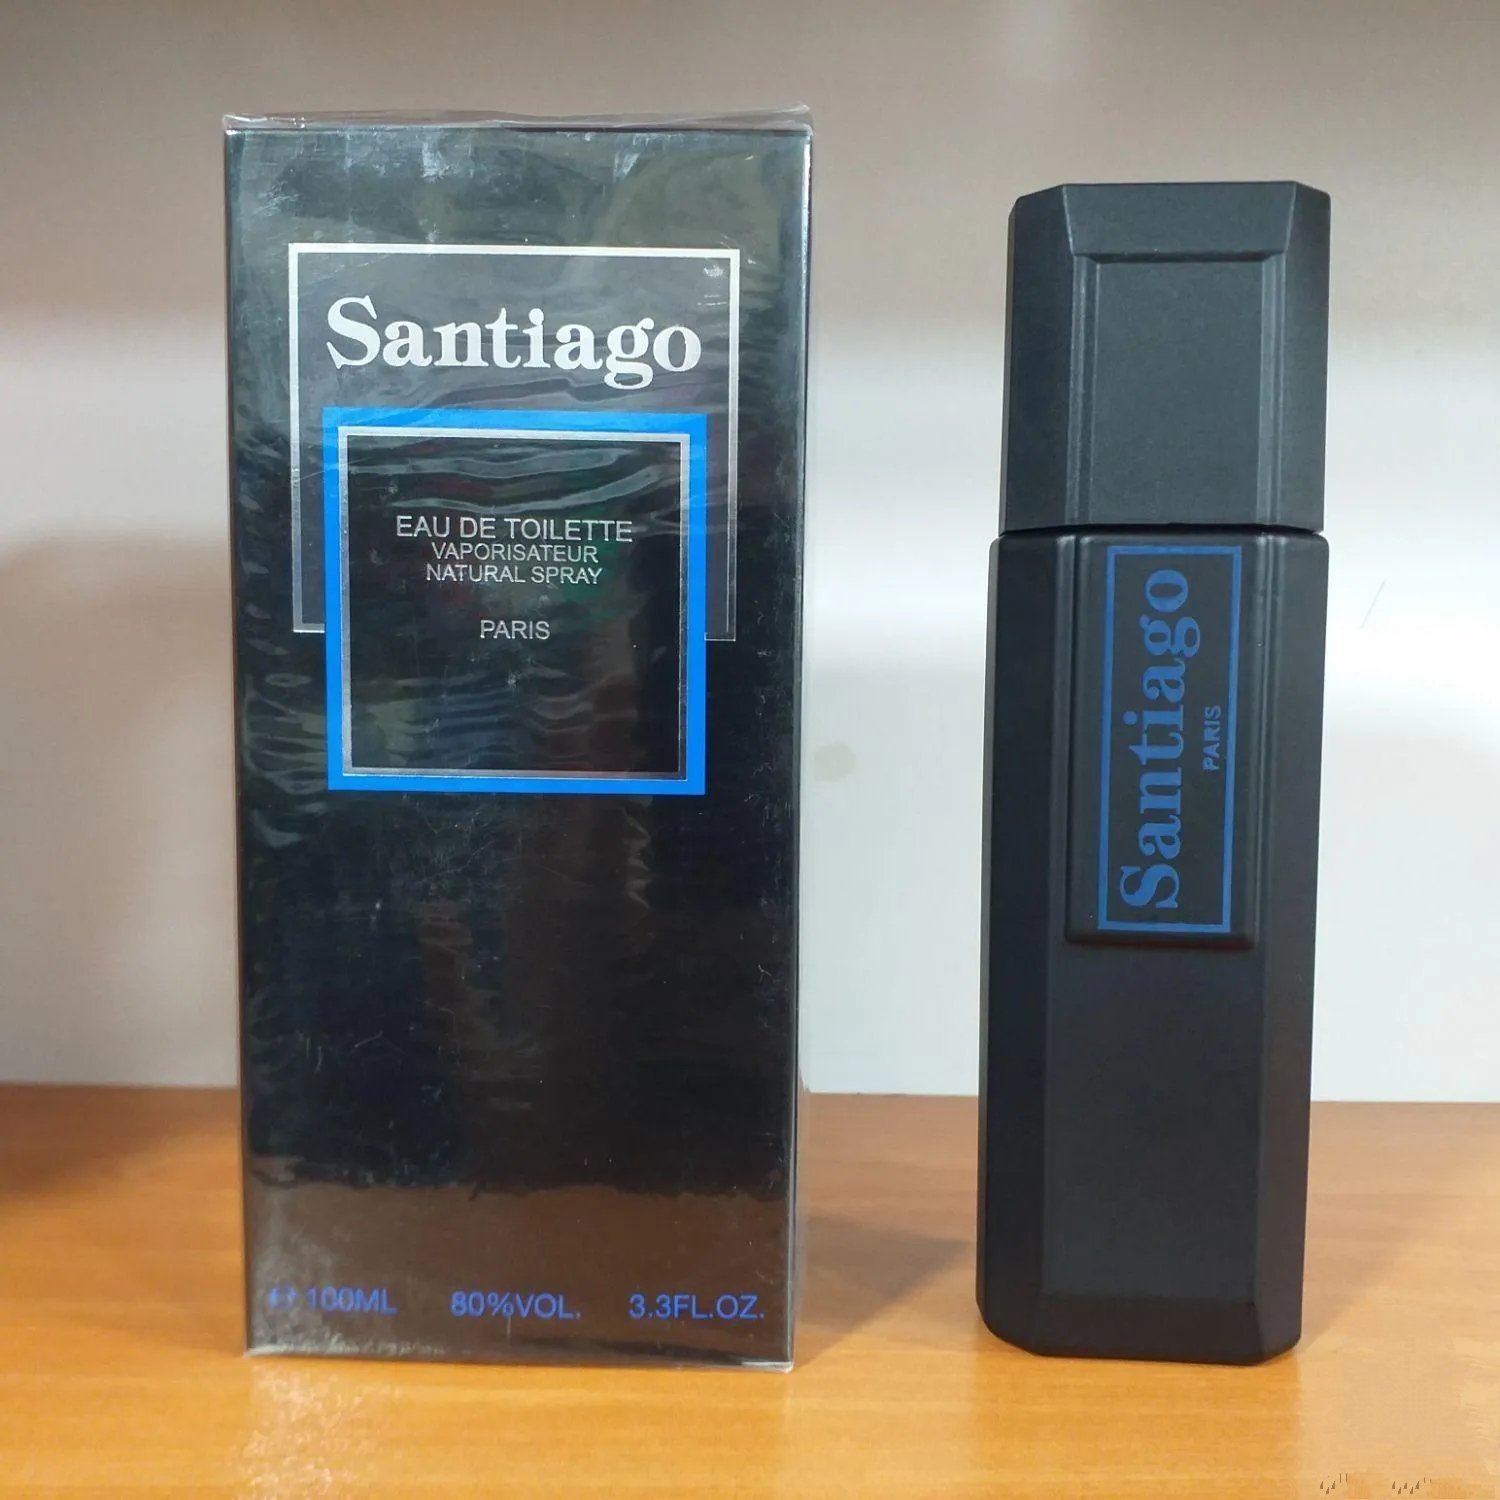 Santiago
EAU DE TOILETTE
VAPORISATEUR
NATURAL SPRAY
PARIS
100ML 80%VOL. 3.3FL.OZ.
Santiago
PARIS